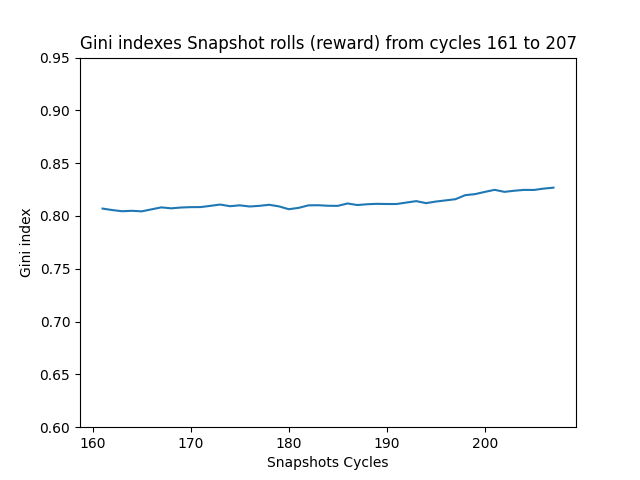 Gini indexes Snapshot rolls (reward) from cycles 161 to 207
0.95
0.90
0.85
0.80
0.75
0.70
0.65
0.60
Gini index
160 170 180 190 200
Snapshots Cycles